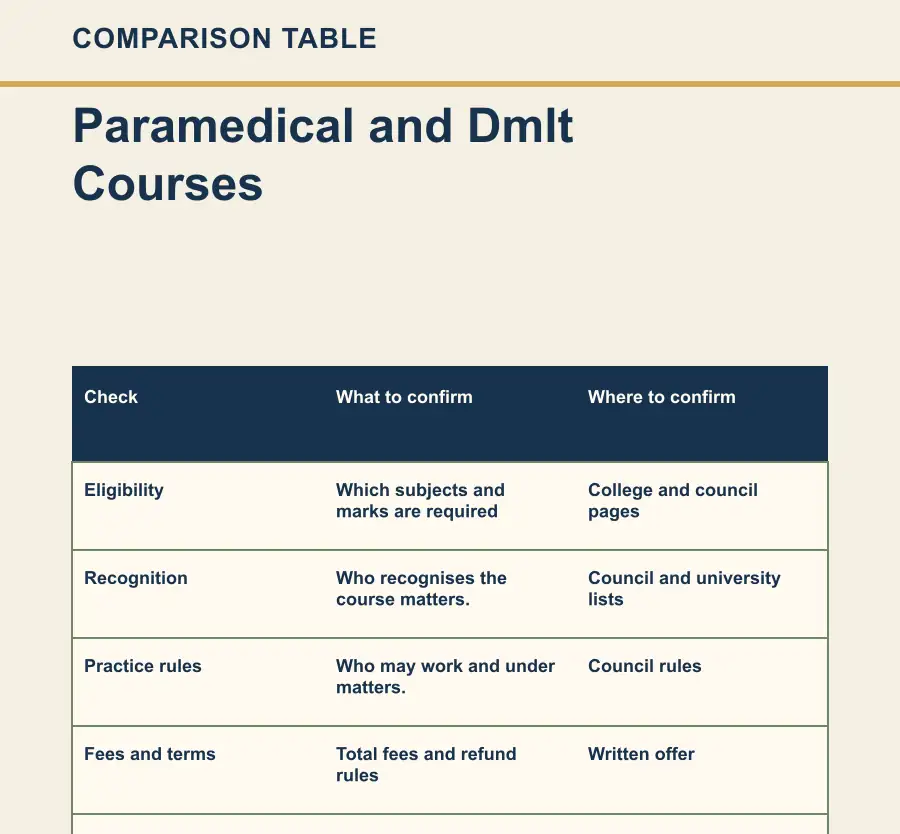 COMPARISON TABLE
Paramedical and Dmlt
Courses
Check What to confirm Where to confirm
Eligibility Which subjects and College and council
marks are required pages
Recognition Who recognises the Council and university
course matters. lists
Practice rules Who may work and under Council rules
matters.
Fees and terms Total fees and refund Written offer
rules